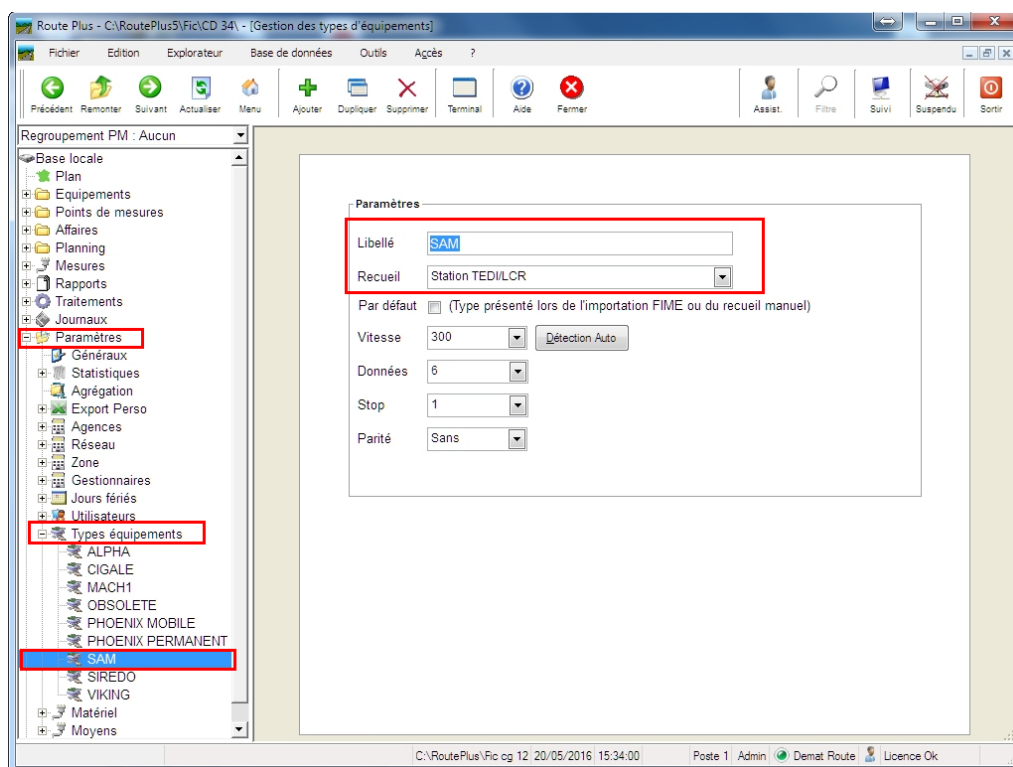 Route Plus - C:\RoutePlus5\Fic\CD 34\ - [Gestion des types d'équipements]
Fichier Edition Explorateur Base de données Outils Accès ?
Précédent Remonter Suivant Actualiser Menu Ajouter Dupliquer Supprimer Terminal Aide Fermer Assist. Filtre Suivi Suspendu Sortir
Regroupement PM : Aucun
Base locale
Plan
Equipements
Points de mesures
Affaires
Planning
Mesures
Rapports
Traitements
Journaux
Paramètres
Généraux
Statistiques
Agrégation
Export Perso
Agences
Réseau
Zone
Gestionnaires
Jours fériés
Utilisateurs
Types équipements
ALPHA
CIGALE
MACH1
OBSOLETE
PHOENIX MOBILE
PHOENIX PERMANENT
SAM
SIREDO
VIKING
Matériel
Moyens
Paramètres
Libellé SAM
Recueil Station TEDI/LCR
Par défaut (Type présenté lors de l'importation FIME ou du recueil manuel)
Vitesse 300 Détection Auto
Données 6
Stop 1
Parité Sans
C:\RoutePlus\Fic cg 12 20/05/2016 15:34:00 Poste 1 Admin Demat Route Licence Ok